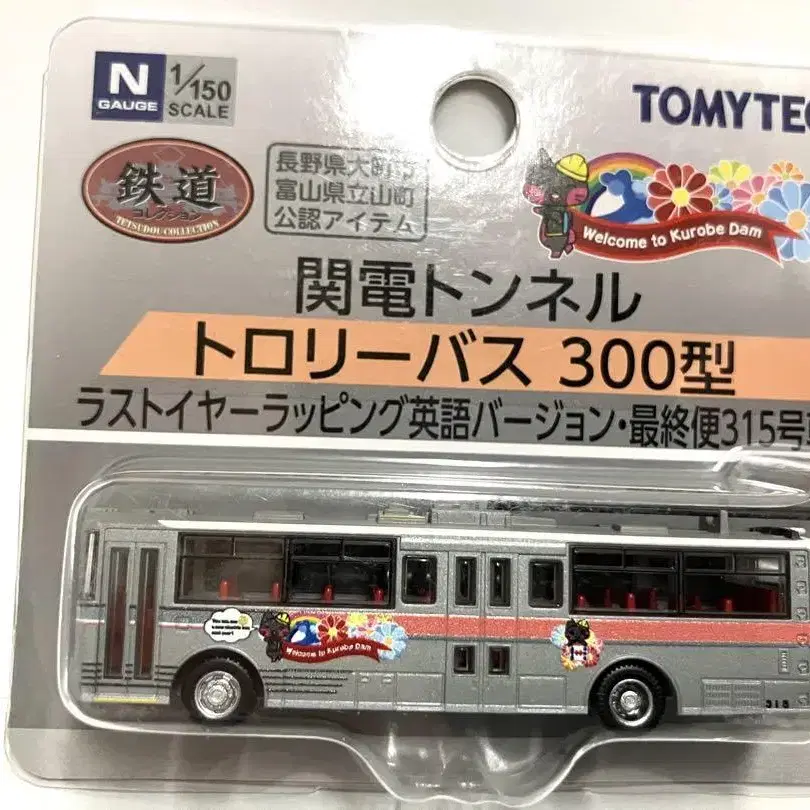 N
GAUGE
1/150
SCALE
TOMYTEC
鉄道
コレクション
TETSUDOU COLLECTION
長野県大町市
富山県立山町
公認アイテム
Welcome to Kurobe Dam
関電トンネル
トロリーバス 300型
ラストイヤーラッピング英語バージョン・最終便315号車
Welcome to Kurobe Dam
315